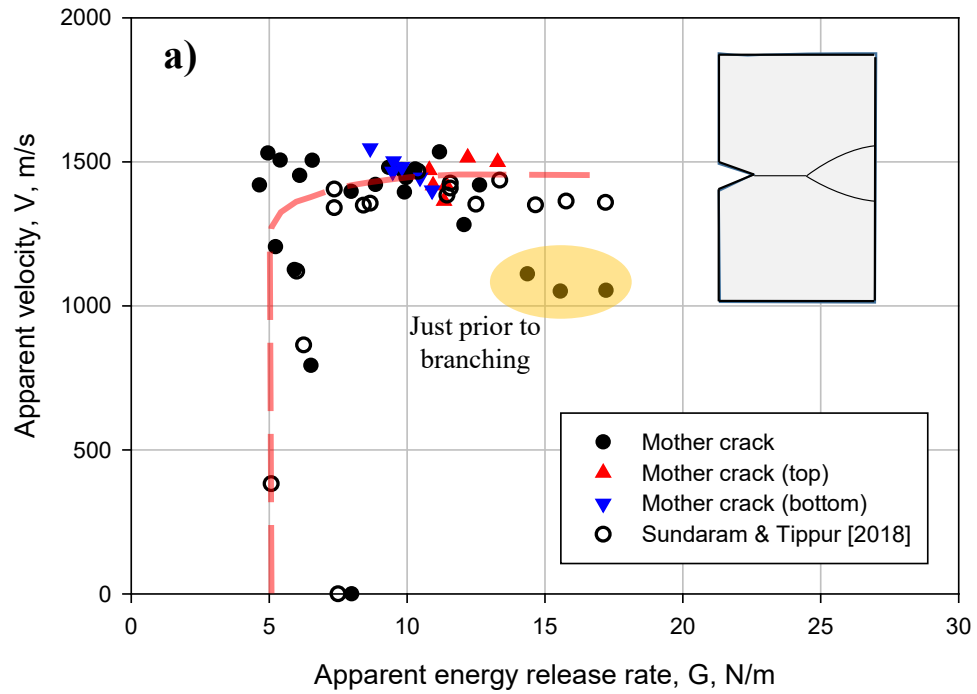 a)
2000
1500
1000
500
0
0
5
10
15
20
25
30
Apparent velocity, V, m/s
Apparent energy release rate, G, N/m
Just prior to
branching
Mother crack
Mother crack (top)
Mother crack (bottom)
Sundaram & Tippur [2018]